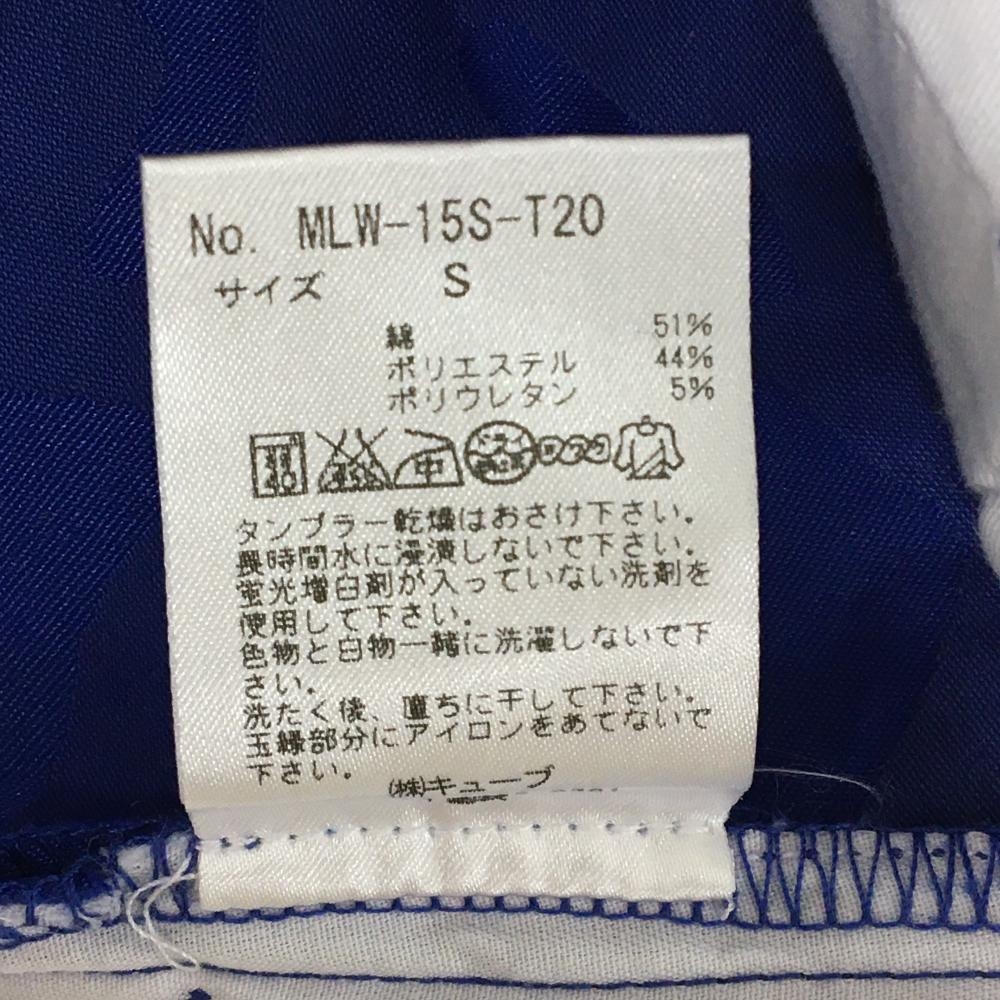 No. MLW-15S-T20
サイズ S
綿 51%
ポリエステル 44%
ポリウレタン 5%
40 中 ドライ
タンブラー乾燥はおさけ下さい。
長時間水に浸漬しないで下さい。
蛍光増白剤が入っていない洗剤を
使用して下さい。
色物と白物一緒に洗濯しないで下
さい。
洗たく後、直ちに干して下さい。
玉縁部分にアイロンをあてないで
下さい。
㈱キューブ